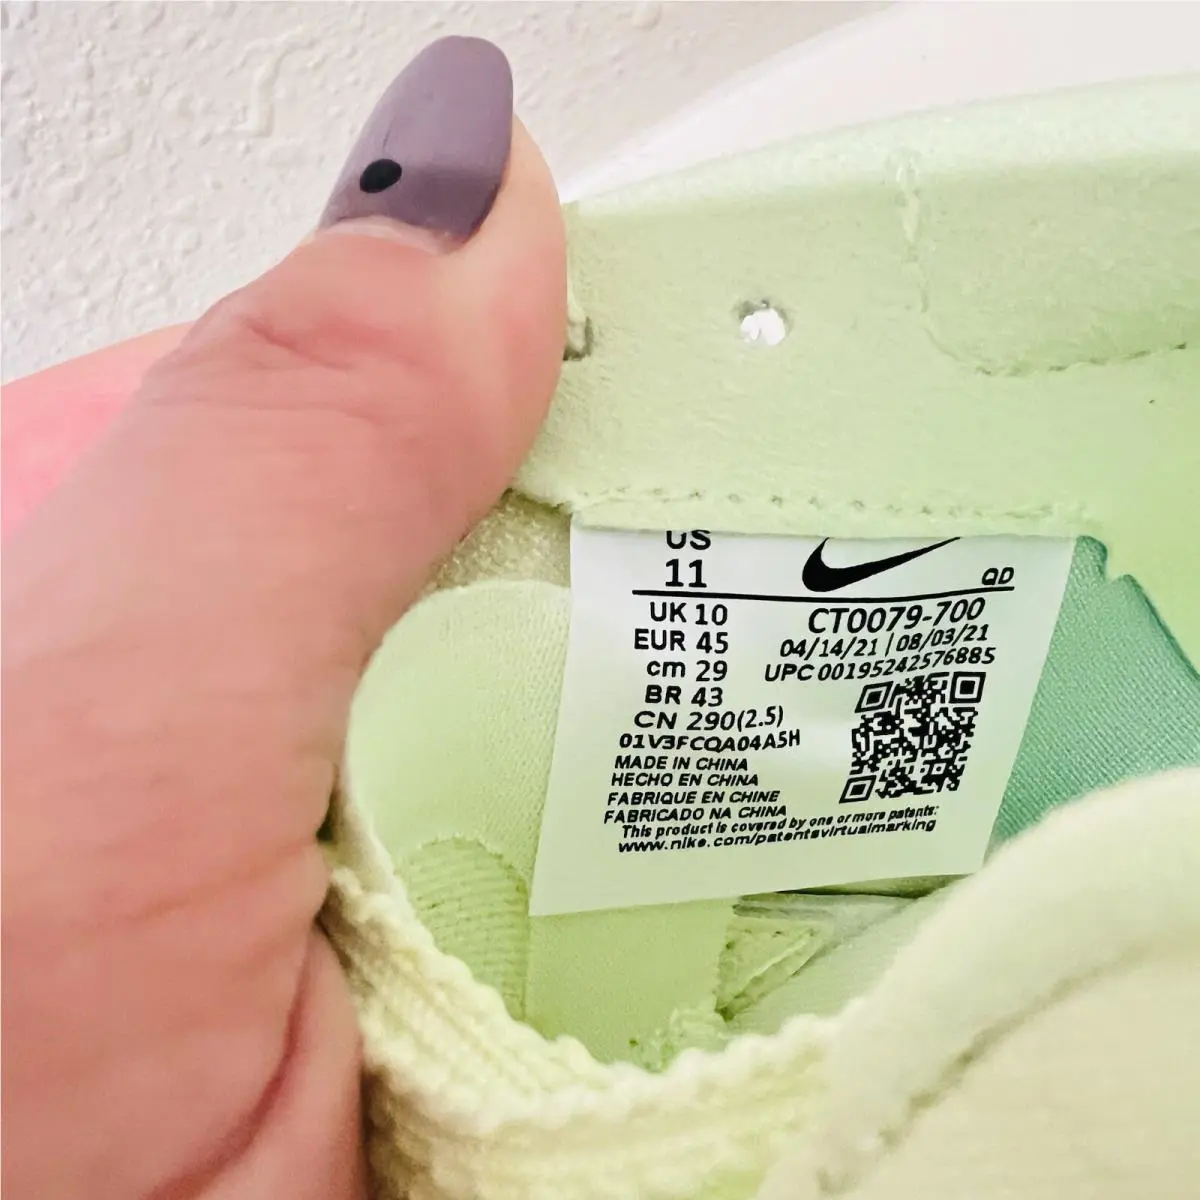 US
11
QD
UK 10
CT0079-700
EUR 45
04/14/21 | 08/03/21
cm 29
UPC 00195242576885
BR 43
CN 290(2.5)
01V3FCQA04A5H
MADE IN CHINA
HECHO EN CHINA
FABRIQUE EN CHINE
FABRICADO NA CHINA
This product is covered by one or more patents:
www.nike.com/patentsvirtualmarking